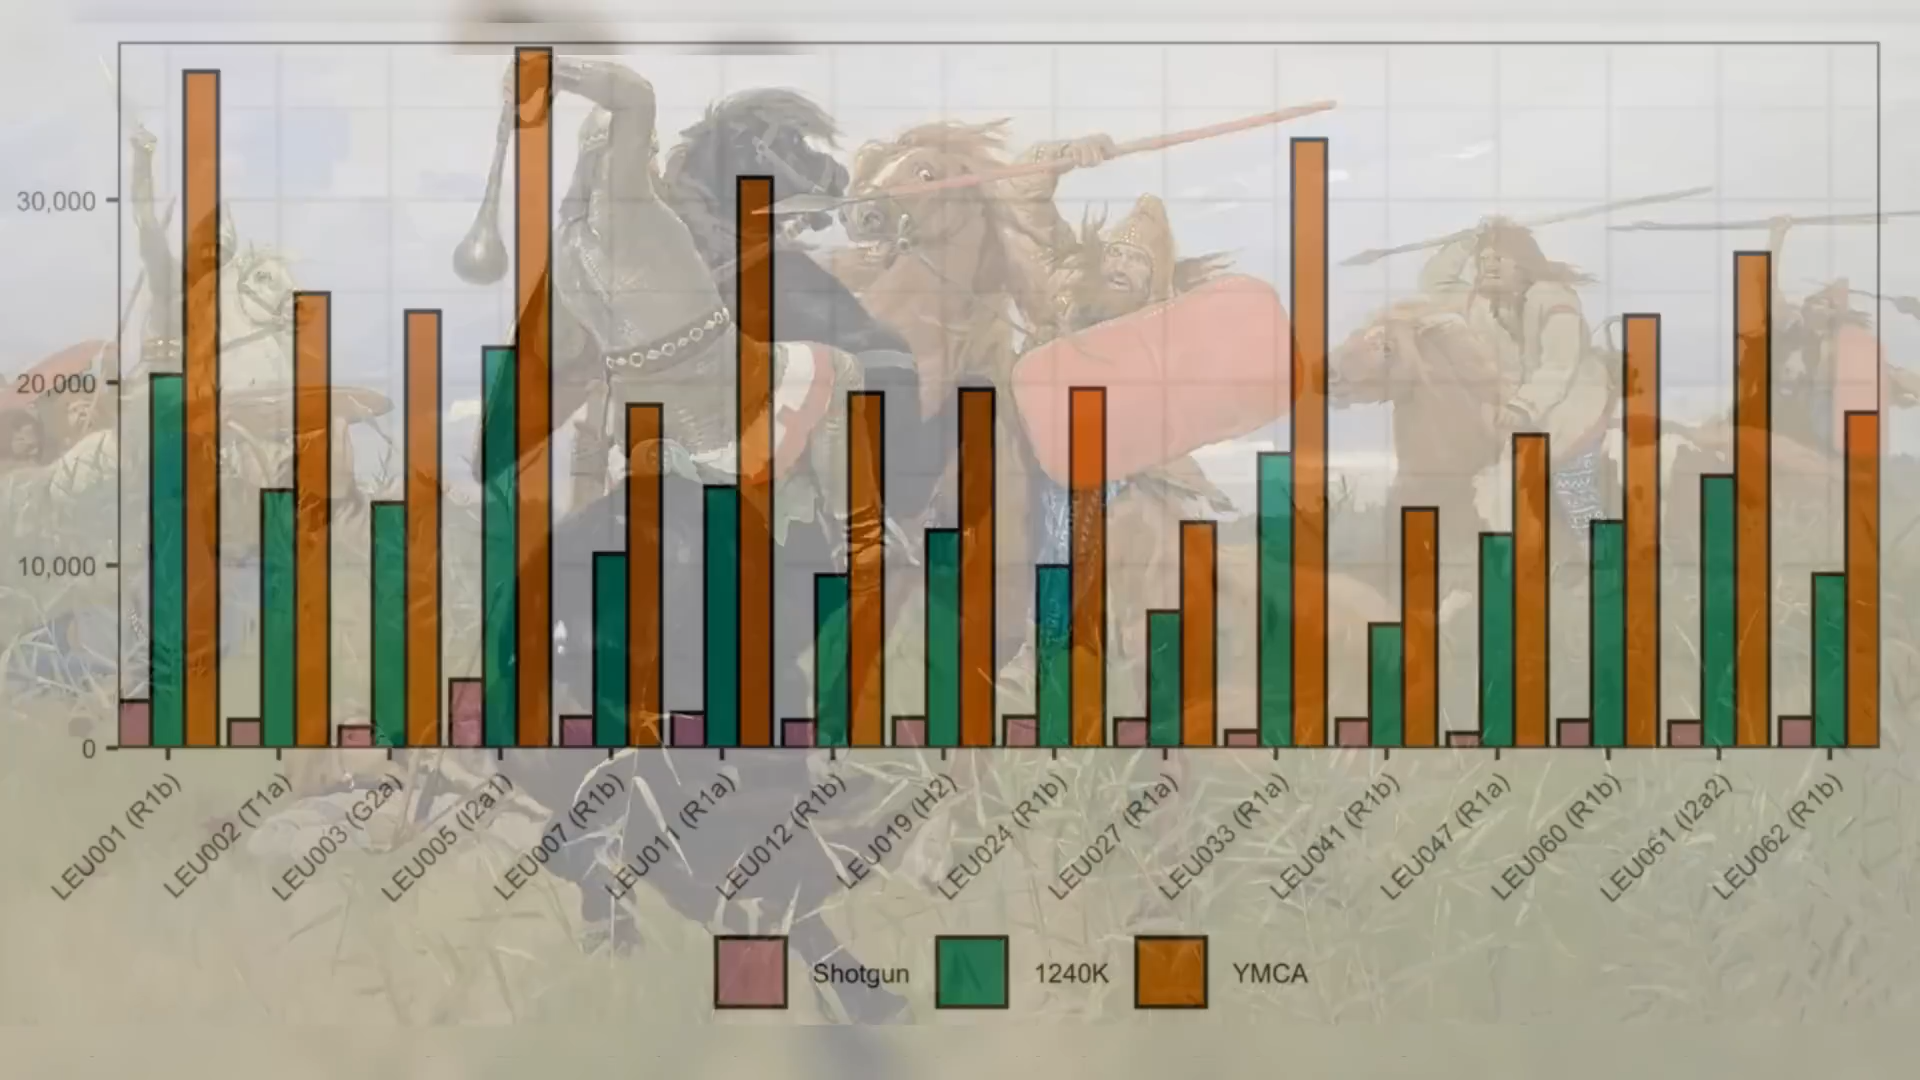 30,000
20,000
10,000
0
LEU001 (R1b)
LEU002 (T1a)
LEU003 (G2a)
LEU005 (I2a1)
LEU007 (R1b)
LEU011 (R1a)
LEU012 (R1b)
LEU019 (H2)
LEU024 (R1b)
LEU027 (R1a)
LEU033 (R1a)
LEU041 (R1b)
LEU047 (R1a)
LEU060 (R1b)
LEU061 (I2a2)
LEU062 (R1b)
Shotgun 1240K YMCA